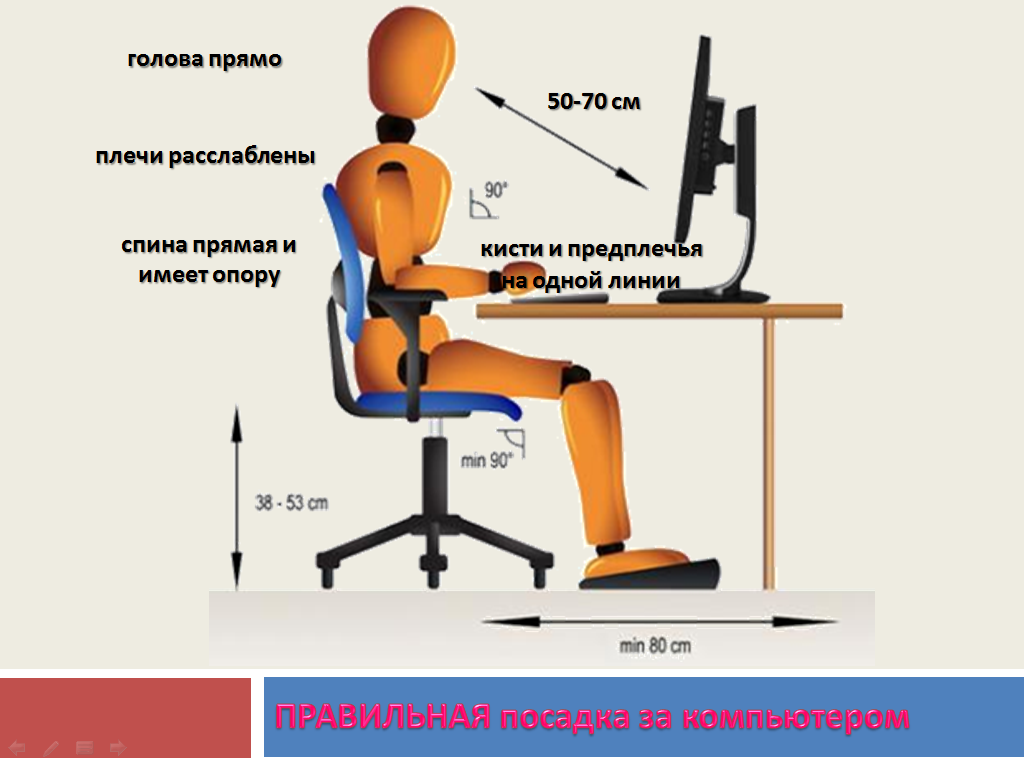 голова прямо
50-70 см
плечи расслаблены
90°
спина прямая и
имеет опору
кисти и предплечья
на одной линии
min 90°
38 - 53 cm
min 80 cm
ПРАВИЛЬНАЯ посадка за компьютером